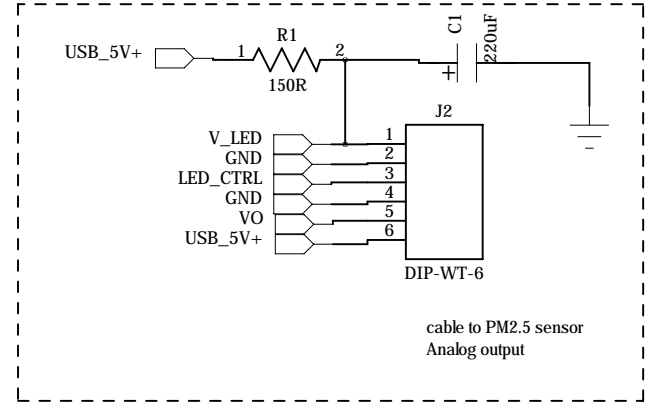 USB_5V+
1
R1
2
150R
+
C1
220uF
J2
V_LED
1
GND
2
LED_CTRL
3
GND
4
VO
5
USB_5V+
6
DIP-WT-6
cable to PM2.5 sensor
Analog output